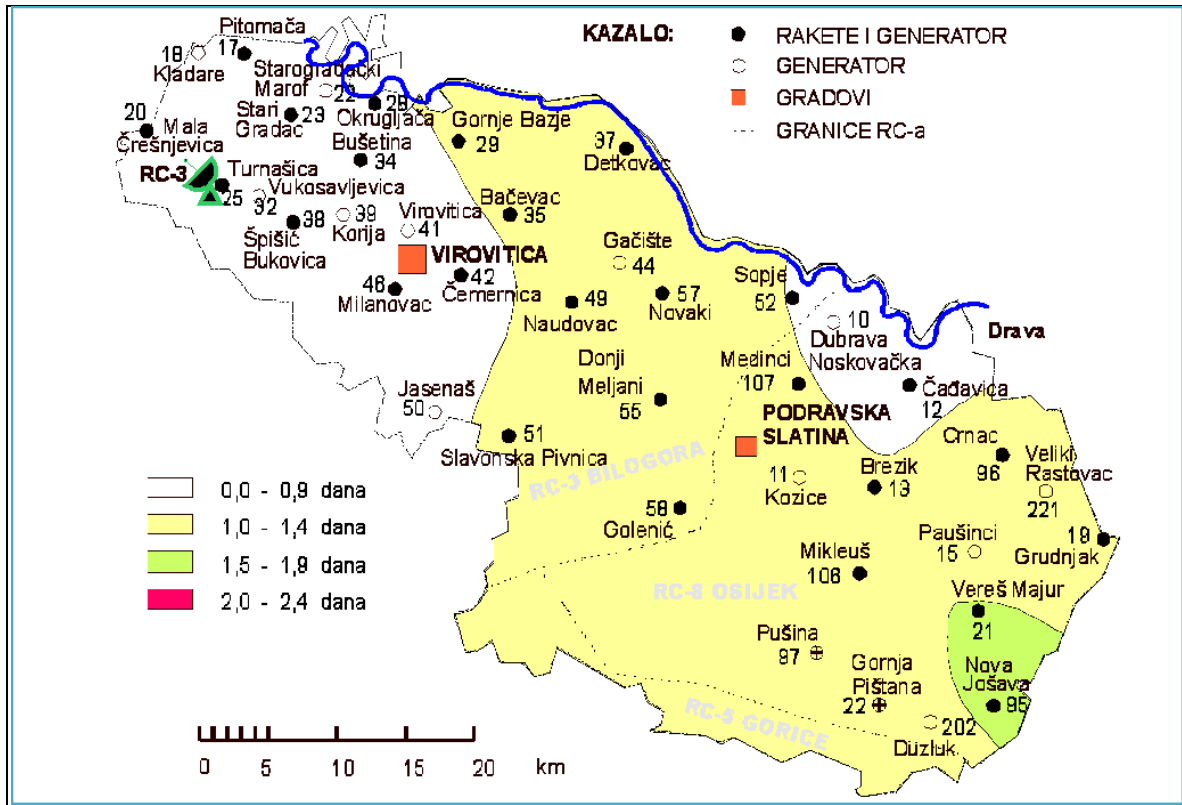 KAZALO:
RAKETE I GENERATOR
GENERATOR
GRADOVI
GRANICE RC-a
Pitomača
18
17
Kladare
Starogradački
Marof
22
20
Mala
Črešnjevica
Stari
Gradac
23
28
Okrugljača
Bušetina
34
Gornje Bazje
29
97
Detkovac
RC-3
Turnašica
25
Vukosavljevica
32
38
Špišić
Bukovica
39
Korija
Virovitica
41
VIROVITICA
Bačevac
35
46
Milanovac
42
Čemernica
Gačište
44
49
Naudovac
57
Novaki
Sopje
52
10
Dubrava
Noskovačka
Drava
Donji
Meljani
55
Medinci
107
Čađavica
12
Jasenaš
50
51
Slavonska Pivnica
PODRAVSKA
SLATINA
Crnac
96
Veliki
Rastovac
221
RC-3 BILOGORA
11
Kozice
Brezik
13
58
Golenić
Mikleuš
106
Paušinci
15
19
Grudnjak
RC-8 OSIJEK
Vereš Majur
21
Pušina
97
Gornja
Pištana
22
Nova
Jošava
95
RC-5 GORICE
202
Duzluk
0,0 - 0,9 dana
1,0 - 1,4 dana
1,5 - 1,9 dana
2,0 - 2,4 dana
0 5 10 15 20 km